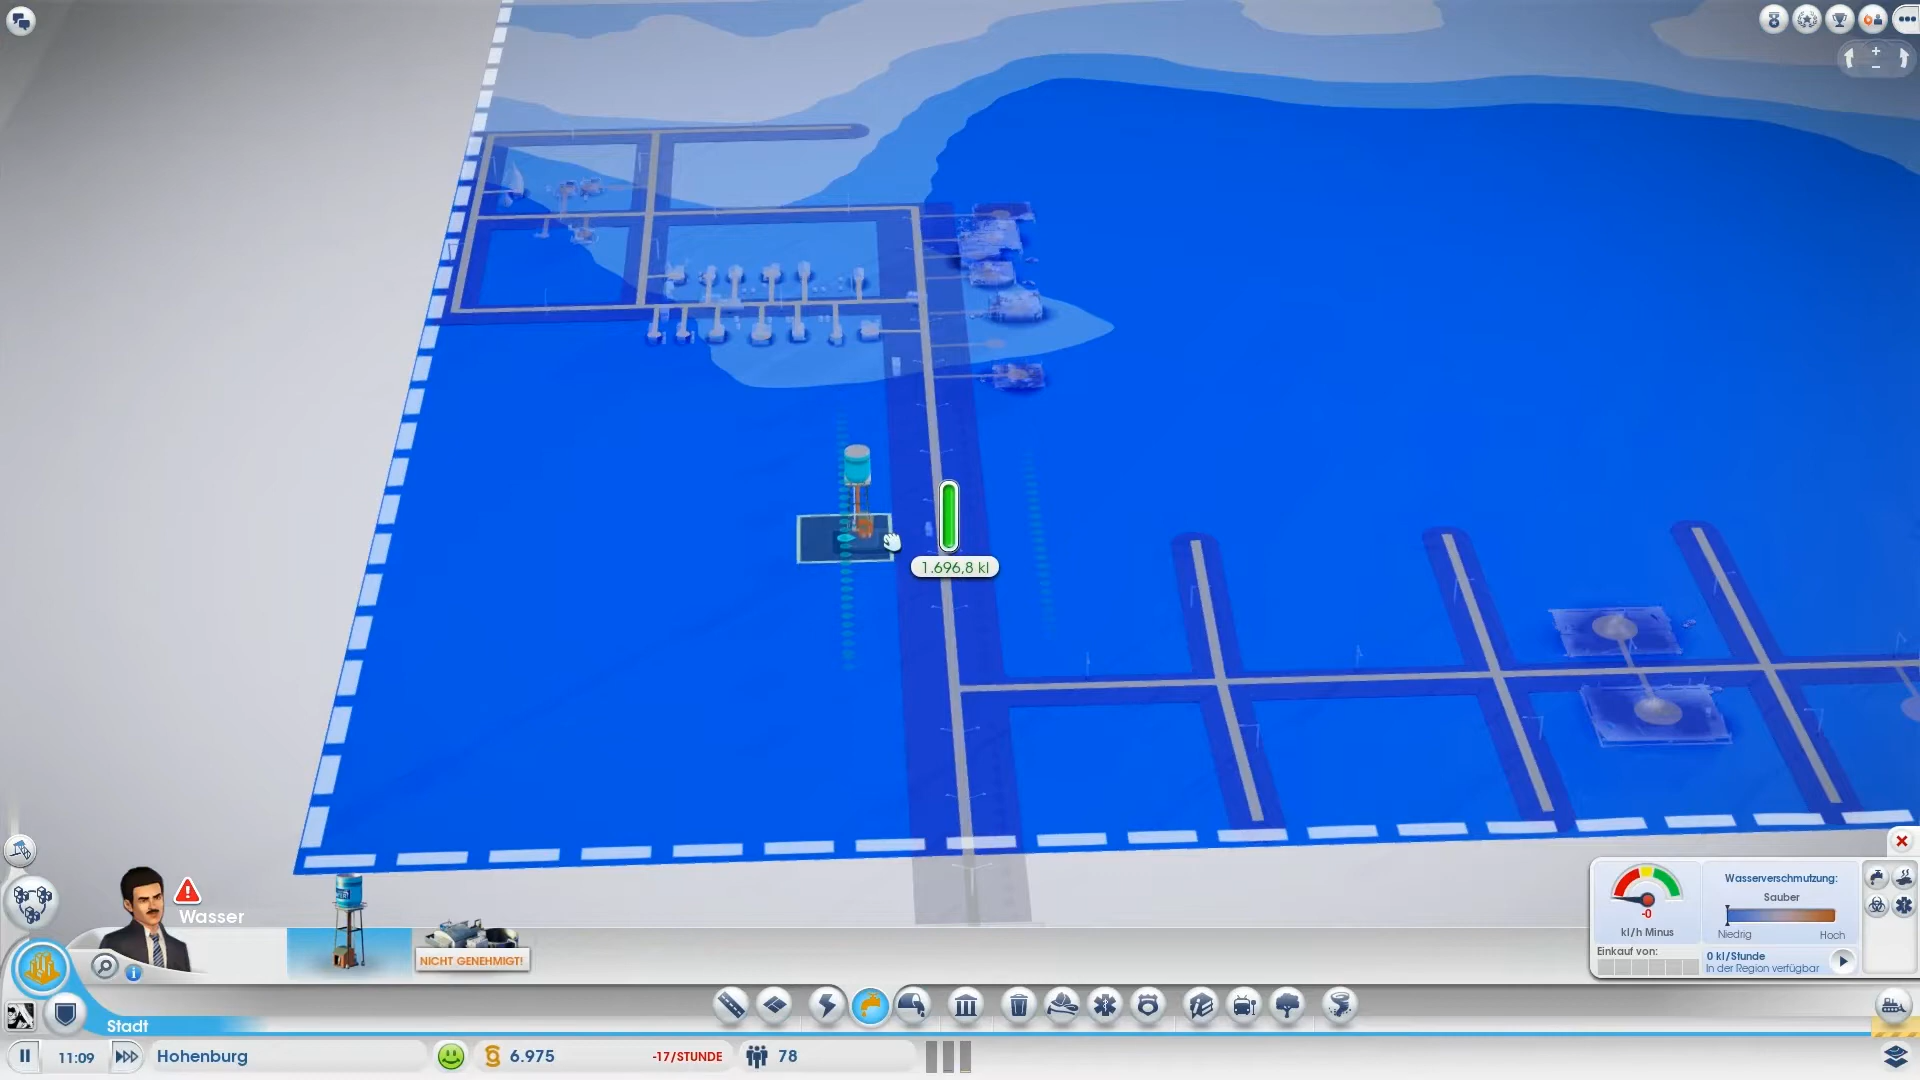 1.696,8 kl
Wasser
NICHT GENEHMIGT!
-0
kl/h Minus
Wasserverschmutzung:
Sauber
Niedrig
Hoch
Einkauf von:
0 kl/Stunde
In der Region verfügbar
Stadt
11:09
Hohenburg
6.975
-17/STUNDE
78